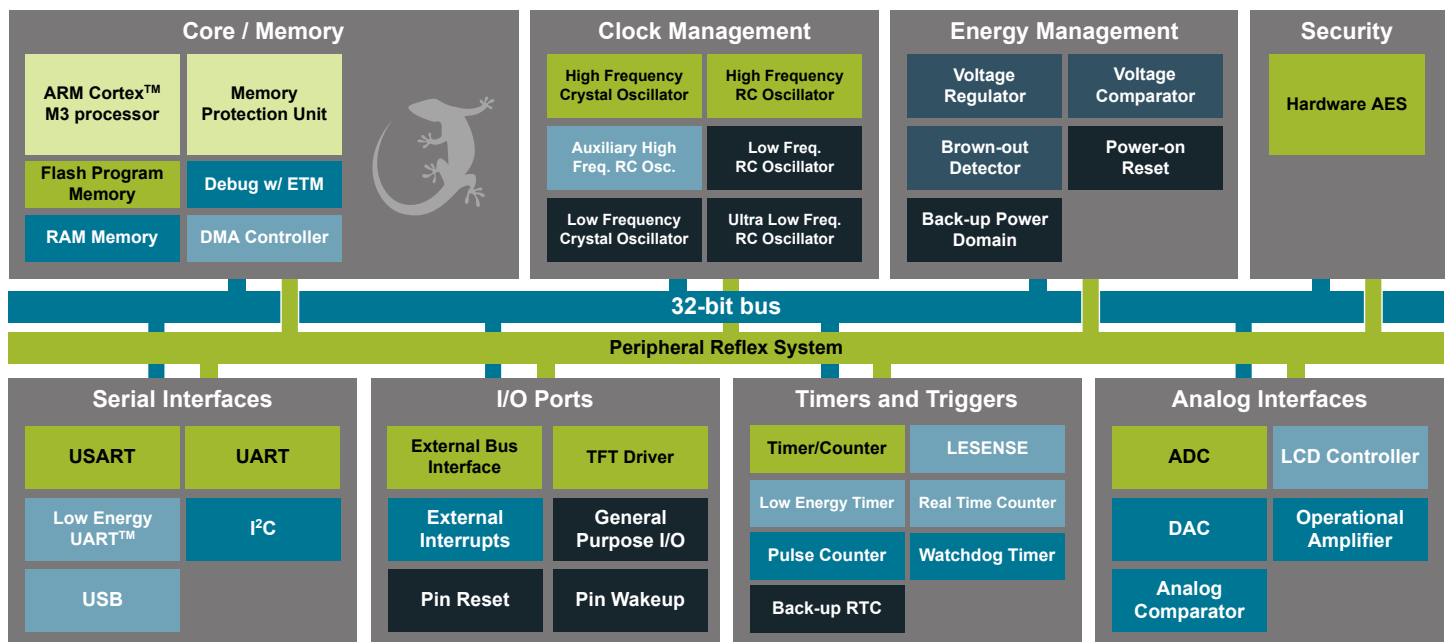 Core / Memory
ARM Cortex™
M3 processor
Memory
Protection Unit
Flash Program
Memory
Debug w/ ETM
RAM Memory
DMA Controller
Clock Management
High Frequency
Crystal Oscillator
High Frequency
RC Oscillator
Auxiliary High
Freq. RC Osc.
Low Freq.
RC Oscillator
Low Frequency
Crystal Oscillator
Ultra Low Freq.
RC Oscillator
Energy Management
Voltage
Regulator
Voltage
Comparator
Brown-out
Detector
Power-on
Reset
Back-up Power
Domain
Security
Hardware AES
32-bit bus
Peripheral Reflex System
Serial Interfaces
USART
UART
Low Energy
UART™
I²C
USB
I/O Ports
External Bus
Interface
TFT Driver
External
Interrupts
General
Purpose I/O
Pin Reset
Pin Wakeup
Timers and Triggers
Timer/Counter
LESENSE
Low Energy Timer
Real Time Counter
Pulse Counter
Watchdog Timer
Back-up RTC
Analog Interfaces
ADC
LCD Controller
DAC
Operational
Amplifier
Analog
Comparator